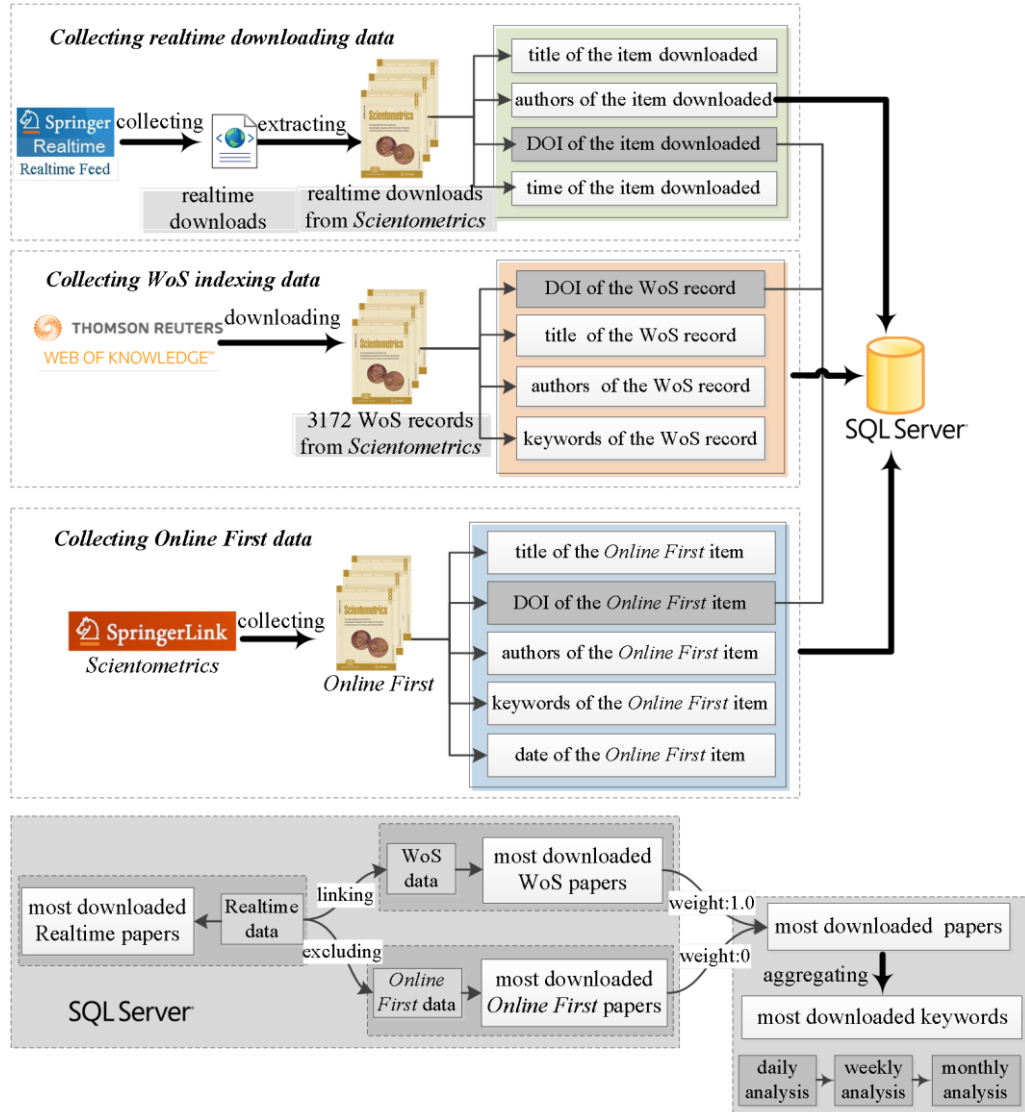 Collecting realtime downloading data
Springer
Realtime
Realtime Feed
collecting
extracting
realtime
downloads
Scientometrics
realtime downloads
from Scientometrics
title of the item downloaded
authors of the item downloaded
DOI of the item downloaded
time of the item downloaded
Collecting WoS indexing data
THOMSON REUTERS
WEB OF KNOWLEDGE™
downloading
Scientometrics
3172 WoS records
from Scientometrics
DOI of the WoS record
title of the WoS record
authors of the WoS record
keywords of the WoS record
SQL Server
Collecting Online First data
SpringerLink
Scientometrics
collecting
Scientometrics
Online First
title of the Online First item
DOI of the Online First item
authors of the Online First item
keywords of the Online First item
date of the Online First item
most downloaded
Realtime papers
Realtime
data
linking
excluding
WoS
data
most downloaded
WoS papers
Online
First data
most downloaded
Online First papers
SQL Server
weight:1.0
weight:0
most downloaded papers
aggregating
most downloaded keywords
daily
analysis
weekly
analysis
monthly
analysis